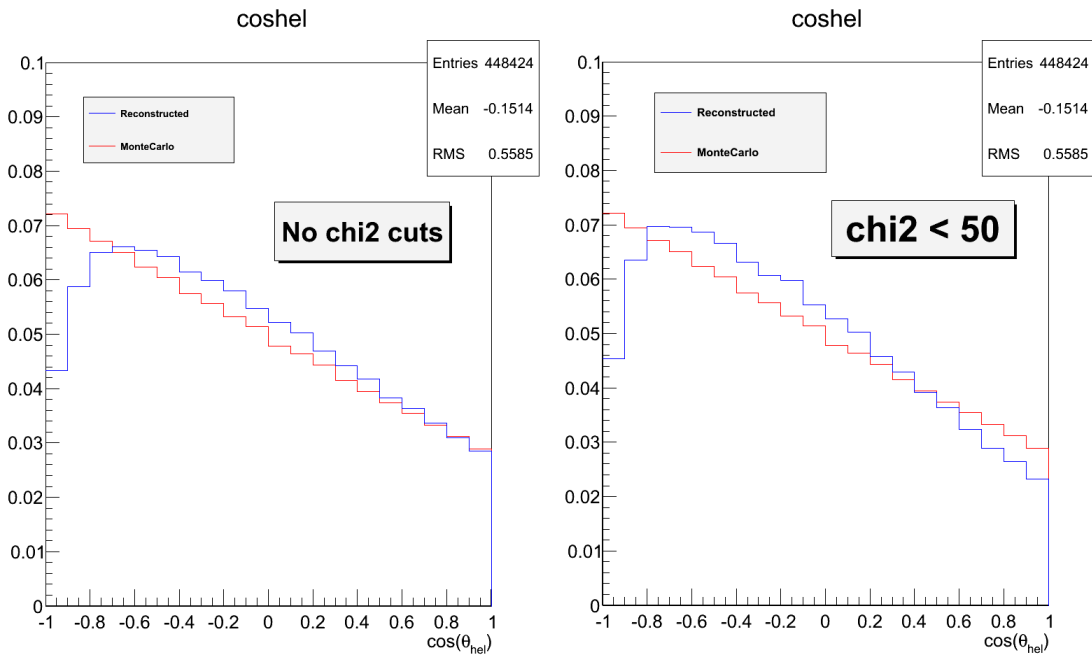 coshel
Entries 448424
Mean -0.1514
RMS 0.5585
Reconstructed
MonteCarlo
No chi2 cuts
0.1
0.09
0.08
0.07
0.06
0.05
0.04
0.03
0.02
0.01
0
-1 -0.8 -0.6 -0.4 -0.2 0 0.2 0.4 0.6 0.8 1
cos(θhel)
coshel
Entries 448424
Mean -0.1514
RMS 0.5585
Reconstructed
MonteCarlo
chi2 < 50
0.1
0.09
0.08
0.07
0.06
0.05
0.04
0.03
0.02
0.01
0
-1 -0.8 -0.6 -0.4 -0.2 0 0.2 0.4 0.6 0.8 1
cos(θhel)